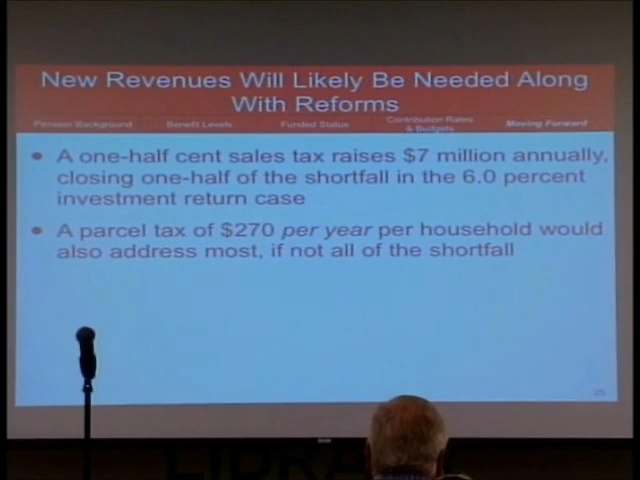 New Revenues Will Likely Be Needed Along
With Reforms
Pension Background Benefit Levels Funded Status Contribution Rates & Budgets Moving Forward
• A one-half cent sales tax raises $7 million annually,
closing one-half of the shortfall in the 6.0 percent
investment return case
• A parcel tax of $270 per year per household would
also address most, if not all of the shortfall